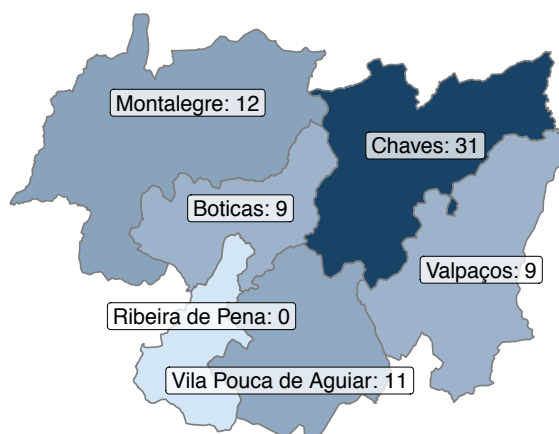 Montalegre: 12
Chaves: 31
Boticas: 9
Valpaços: 9
Ribeira de Pena: 0
Vila Pouca de Aguiar: 11